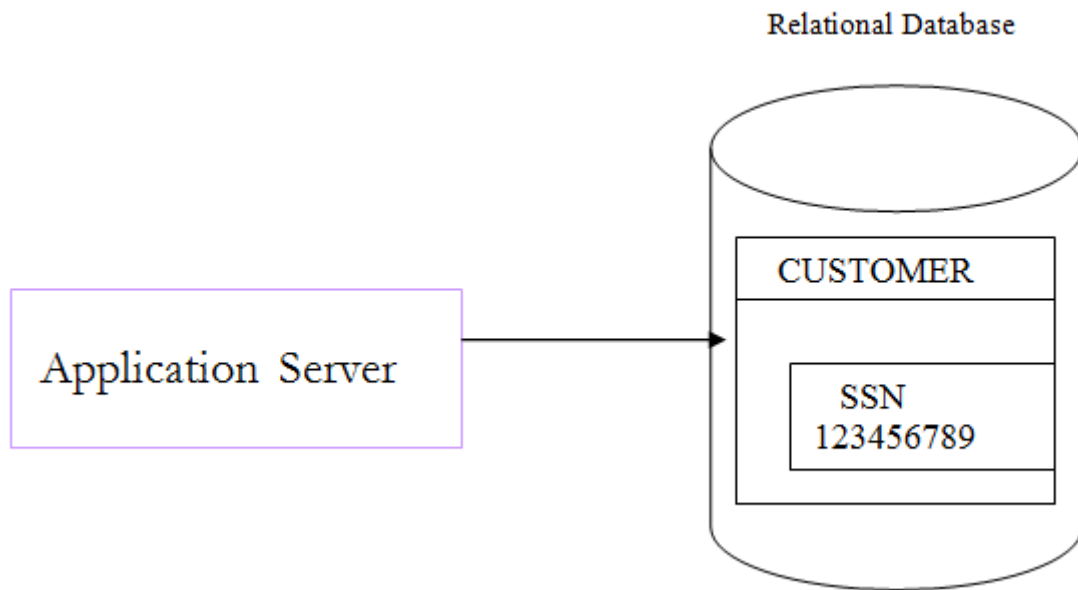 Relational Database
CUSTOMER
Application Server
SSN
123456789